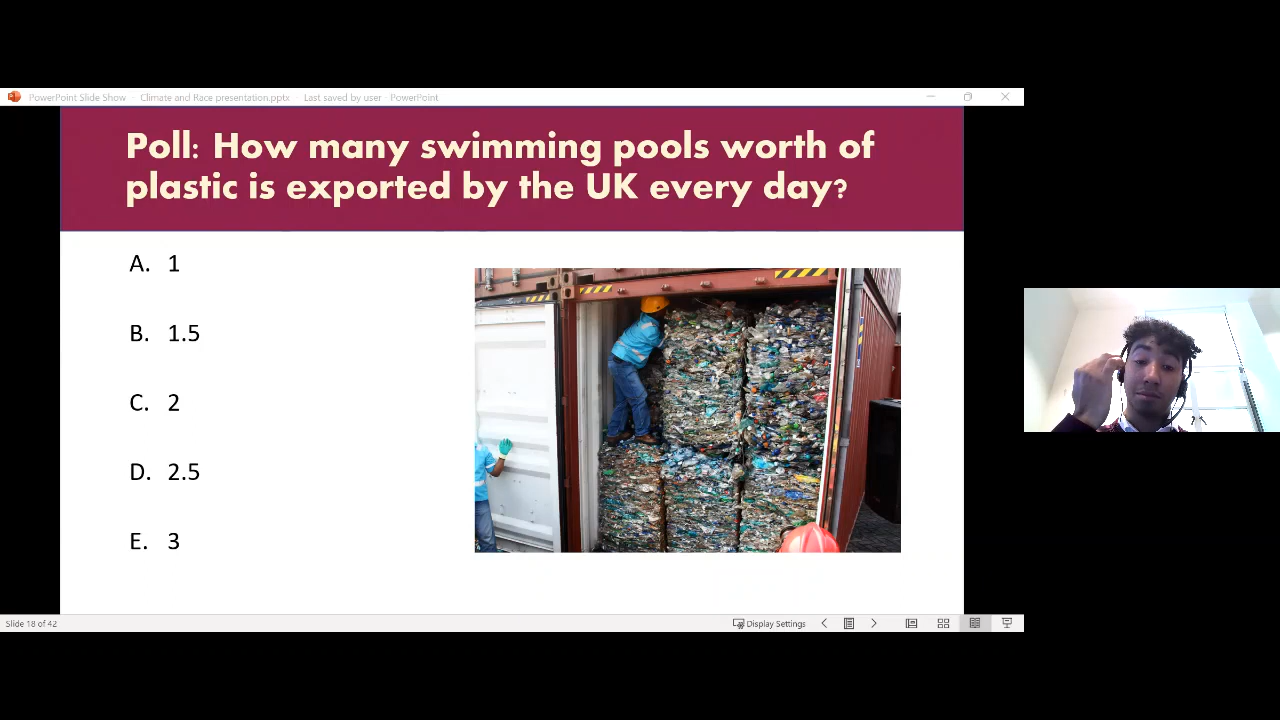 PowerPoint Slide Show - Climate and Race presentation.pptx - Last saved by user - PowerPoint
Poll: How many swimming pools worth of
plastic is exported by the UK every day?
A. 1
B. 1.5
C. 2
D. 2.5
E. 3
Slide 18 of 42
Display Settings